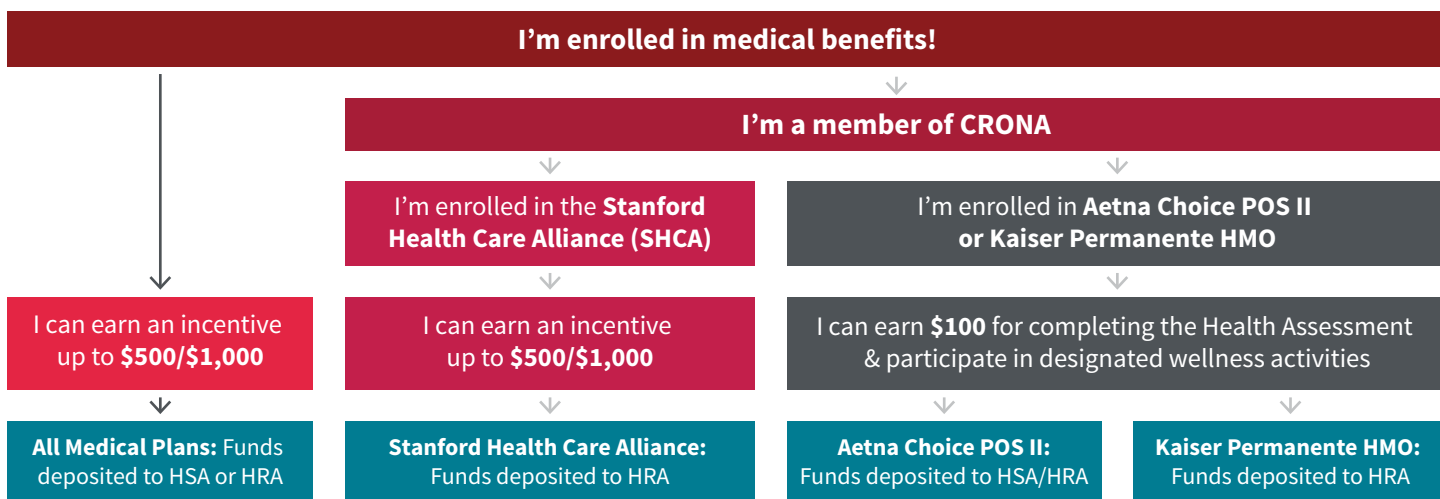 I'm enrolled in medical benefits!
I'm a member of CRONA
I'm enrolled in the Stanford
Health Care Alliance (SHCA)
I'm enrolled in Aetna Choice POS II
or Kaiser Permanente HMO
I can earn an incentive
up to $500/$1,000
I can earn an incentive
up to $500/$1,000
I can earn $100 for completing the Health Assessment
& participate in designated wellness activities
All Medical Plans: Funds
deposited to HSA or HRA
Stanford Health Care Alliance:
Funds deposited to HRA
Aetna Choice POS II:
Funds deposited to HSA/HRA
Kaiser Permanente HMO:
Funds deposited to HRA